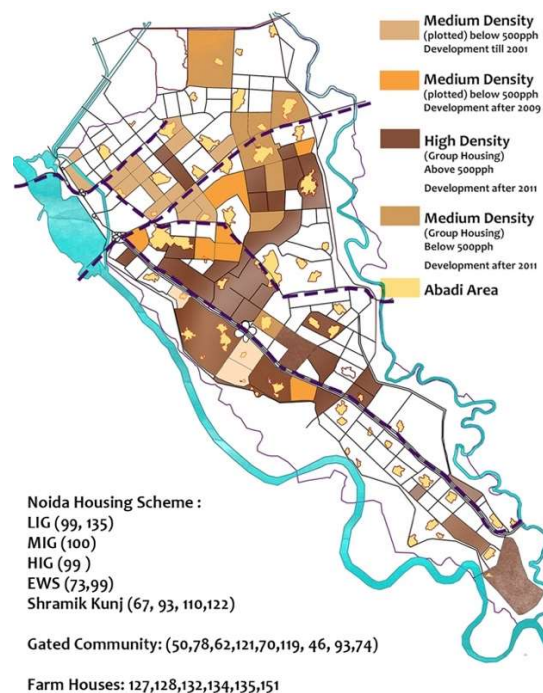 Medium Density
(plotted) below 500pph
Development till 2001
Medium Density
(plotted) below 500pph
Development after 2009
High Density
(Group Housing)
Above 500pph
Development after 2011
Medium Density
(Group Housing)
Below 500pph
Development after 2011
Abadi Area
Noida Housing Scheme :
LIG (99, 135)
MIG (100)
HIG (99 )
EWS (73,99)
Shramik Kunj (67, 93, 110,122)
Gated Community: (50,78,62,121,70,119, 46, 93,74)
Farm Houses: 127,128,132,134,135,151